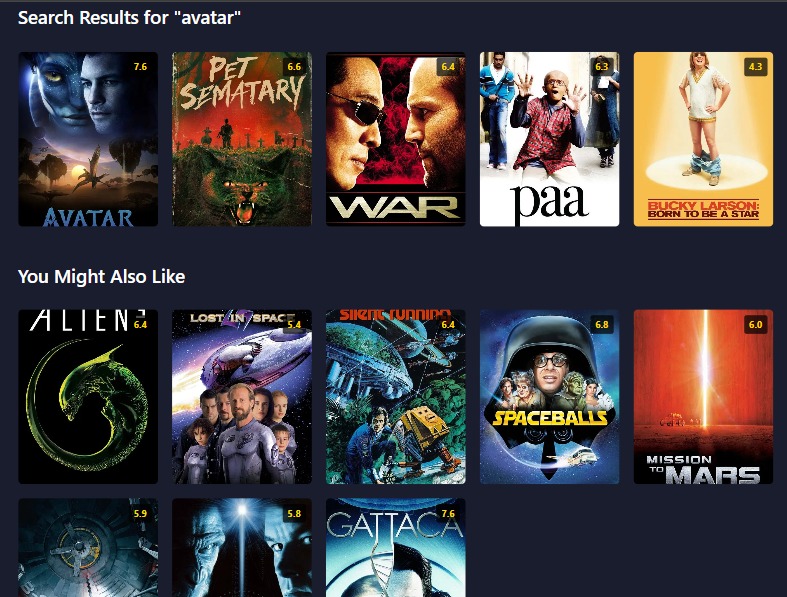 Search Results for "avatar"
7.6
6.6
6.4
6.3
4.3
PET
SEMATARY
AVATAR
WAR
paa
BUCKY LARSON:
BORN TO BE A STAR
You Might Also Like
ALIEN³
6.4
LOST IN SPACE
5.4
Silent running
6.4
6.8
6.0
SPACEBALLS
MISSION
TO MARS
5.9
5.8
GATTACA
7.6